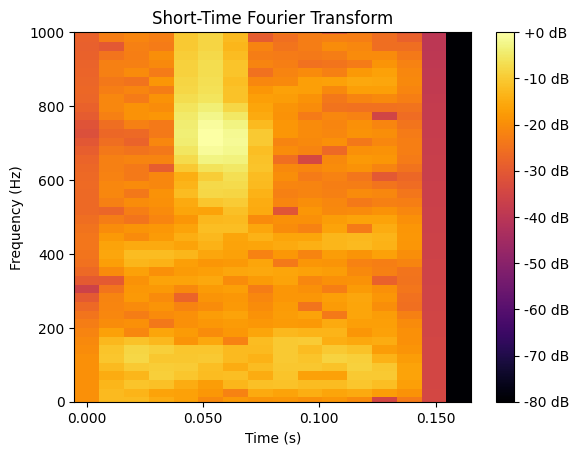 Short-Time Fourier Transform
1000
800
600
400
200
0
Frequency (Hz)
0.000
0.050
0.100
0.150
Time (s)
+0 dB
-10 dB
-20 dB
-30 dB
-40 dB
-50 dB
-60 dB
-70 dB
-80 dB